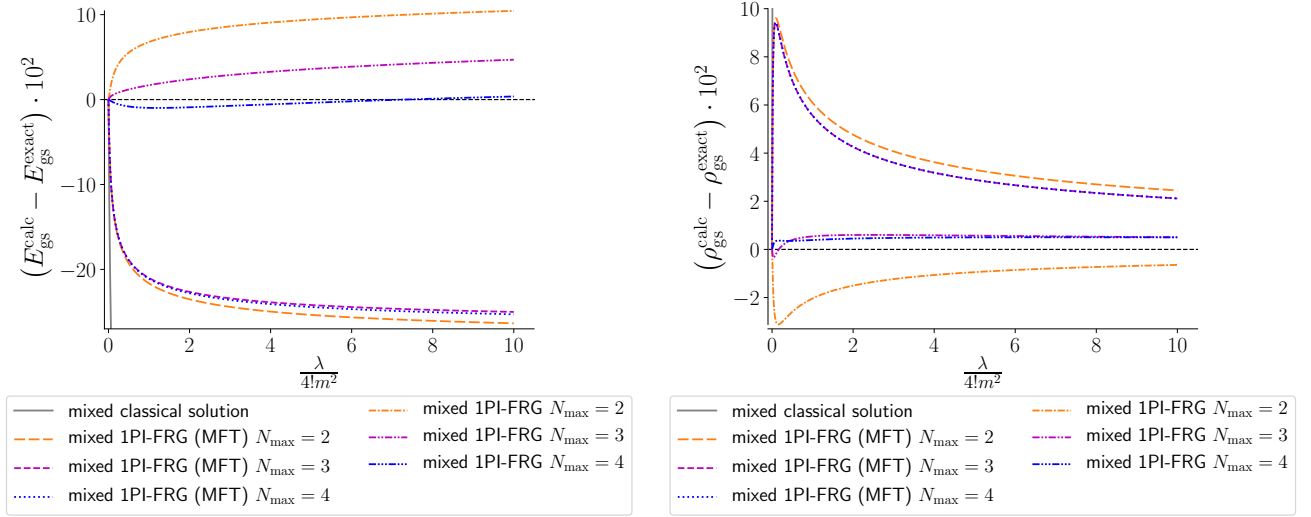 10
0
−10
−20
(E_gs^calc − E_gs^exact) · 10²
0 2 4 6 8 10
λ / 4!m²
mixed classical solution
mixed 1PI-FRG (MFT) N_max = 2
mixed 1PI-FRG (MFT) N_max = 3
mixed 1PI-FRG (MFT) N_max = 4
mixed 1PI-FRG N_max = 2
mixed 1PI-FRG N_max = 3
mixed 1PI-FRG N_max = 4
10
8
6
4
2
0
−2
(ρ_gs^calc − ρ_gs^exact) · 10²
0 2 4 6 8 10
λ / 4!m²
mixed classical solution
mixed 1PI-FRG (MFT) N_max = 2
mixed 1PI-FRG (MFT) N_max = 3
mixed 1PI-FRG (MFT) N_max = 4
mixed 1PI-FRG N_max = 2
mixed 1PI-FRG N_max = 3
mixed 1PI-FRG N_max = 4